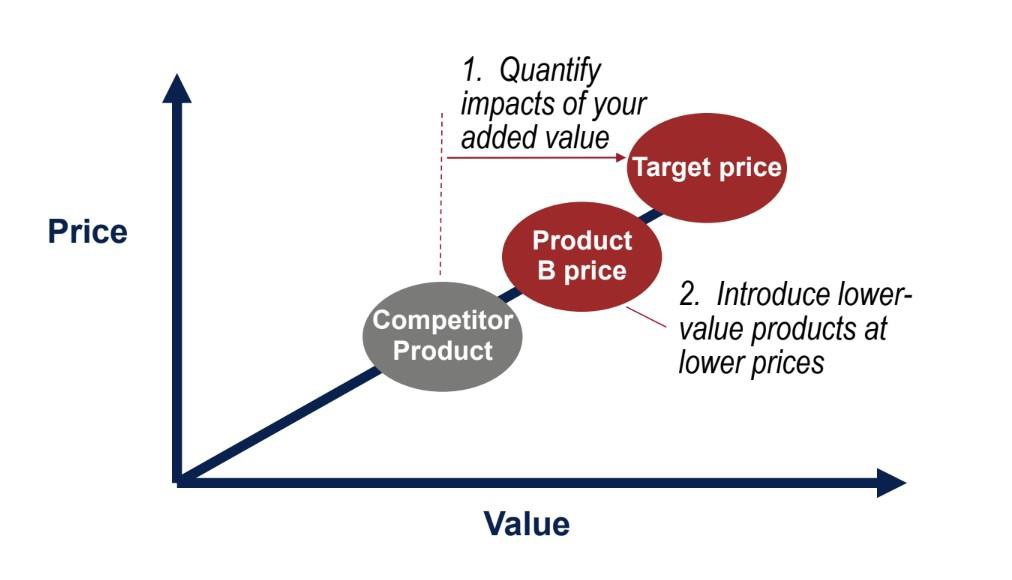 1. Quantify
impacts of your
added value
Target price
Price
Product
B price
2. Introduce lower-
value products at
lower prices
Competitor
Product
Value